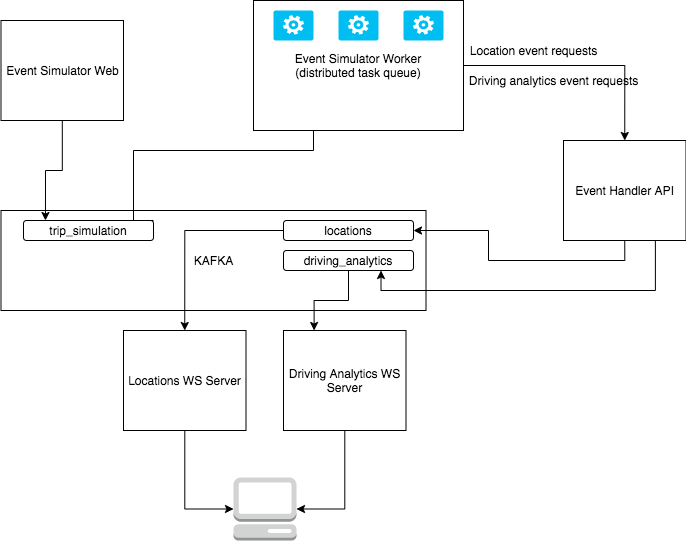 Event Simulator Web
Event Simulator Worker
(distributed task queue)
Location event requests
Driving analytics event requests
Event Handler API
trip_simulation
locations
KAFKA
driving_analytics
Locations WS Server
Driving Analytics WS
Server